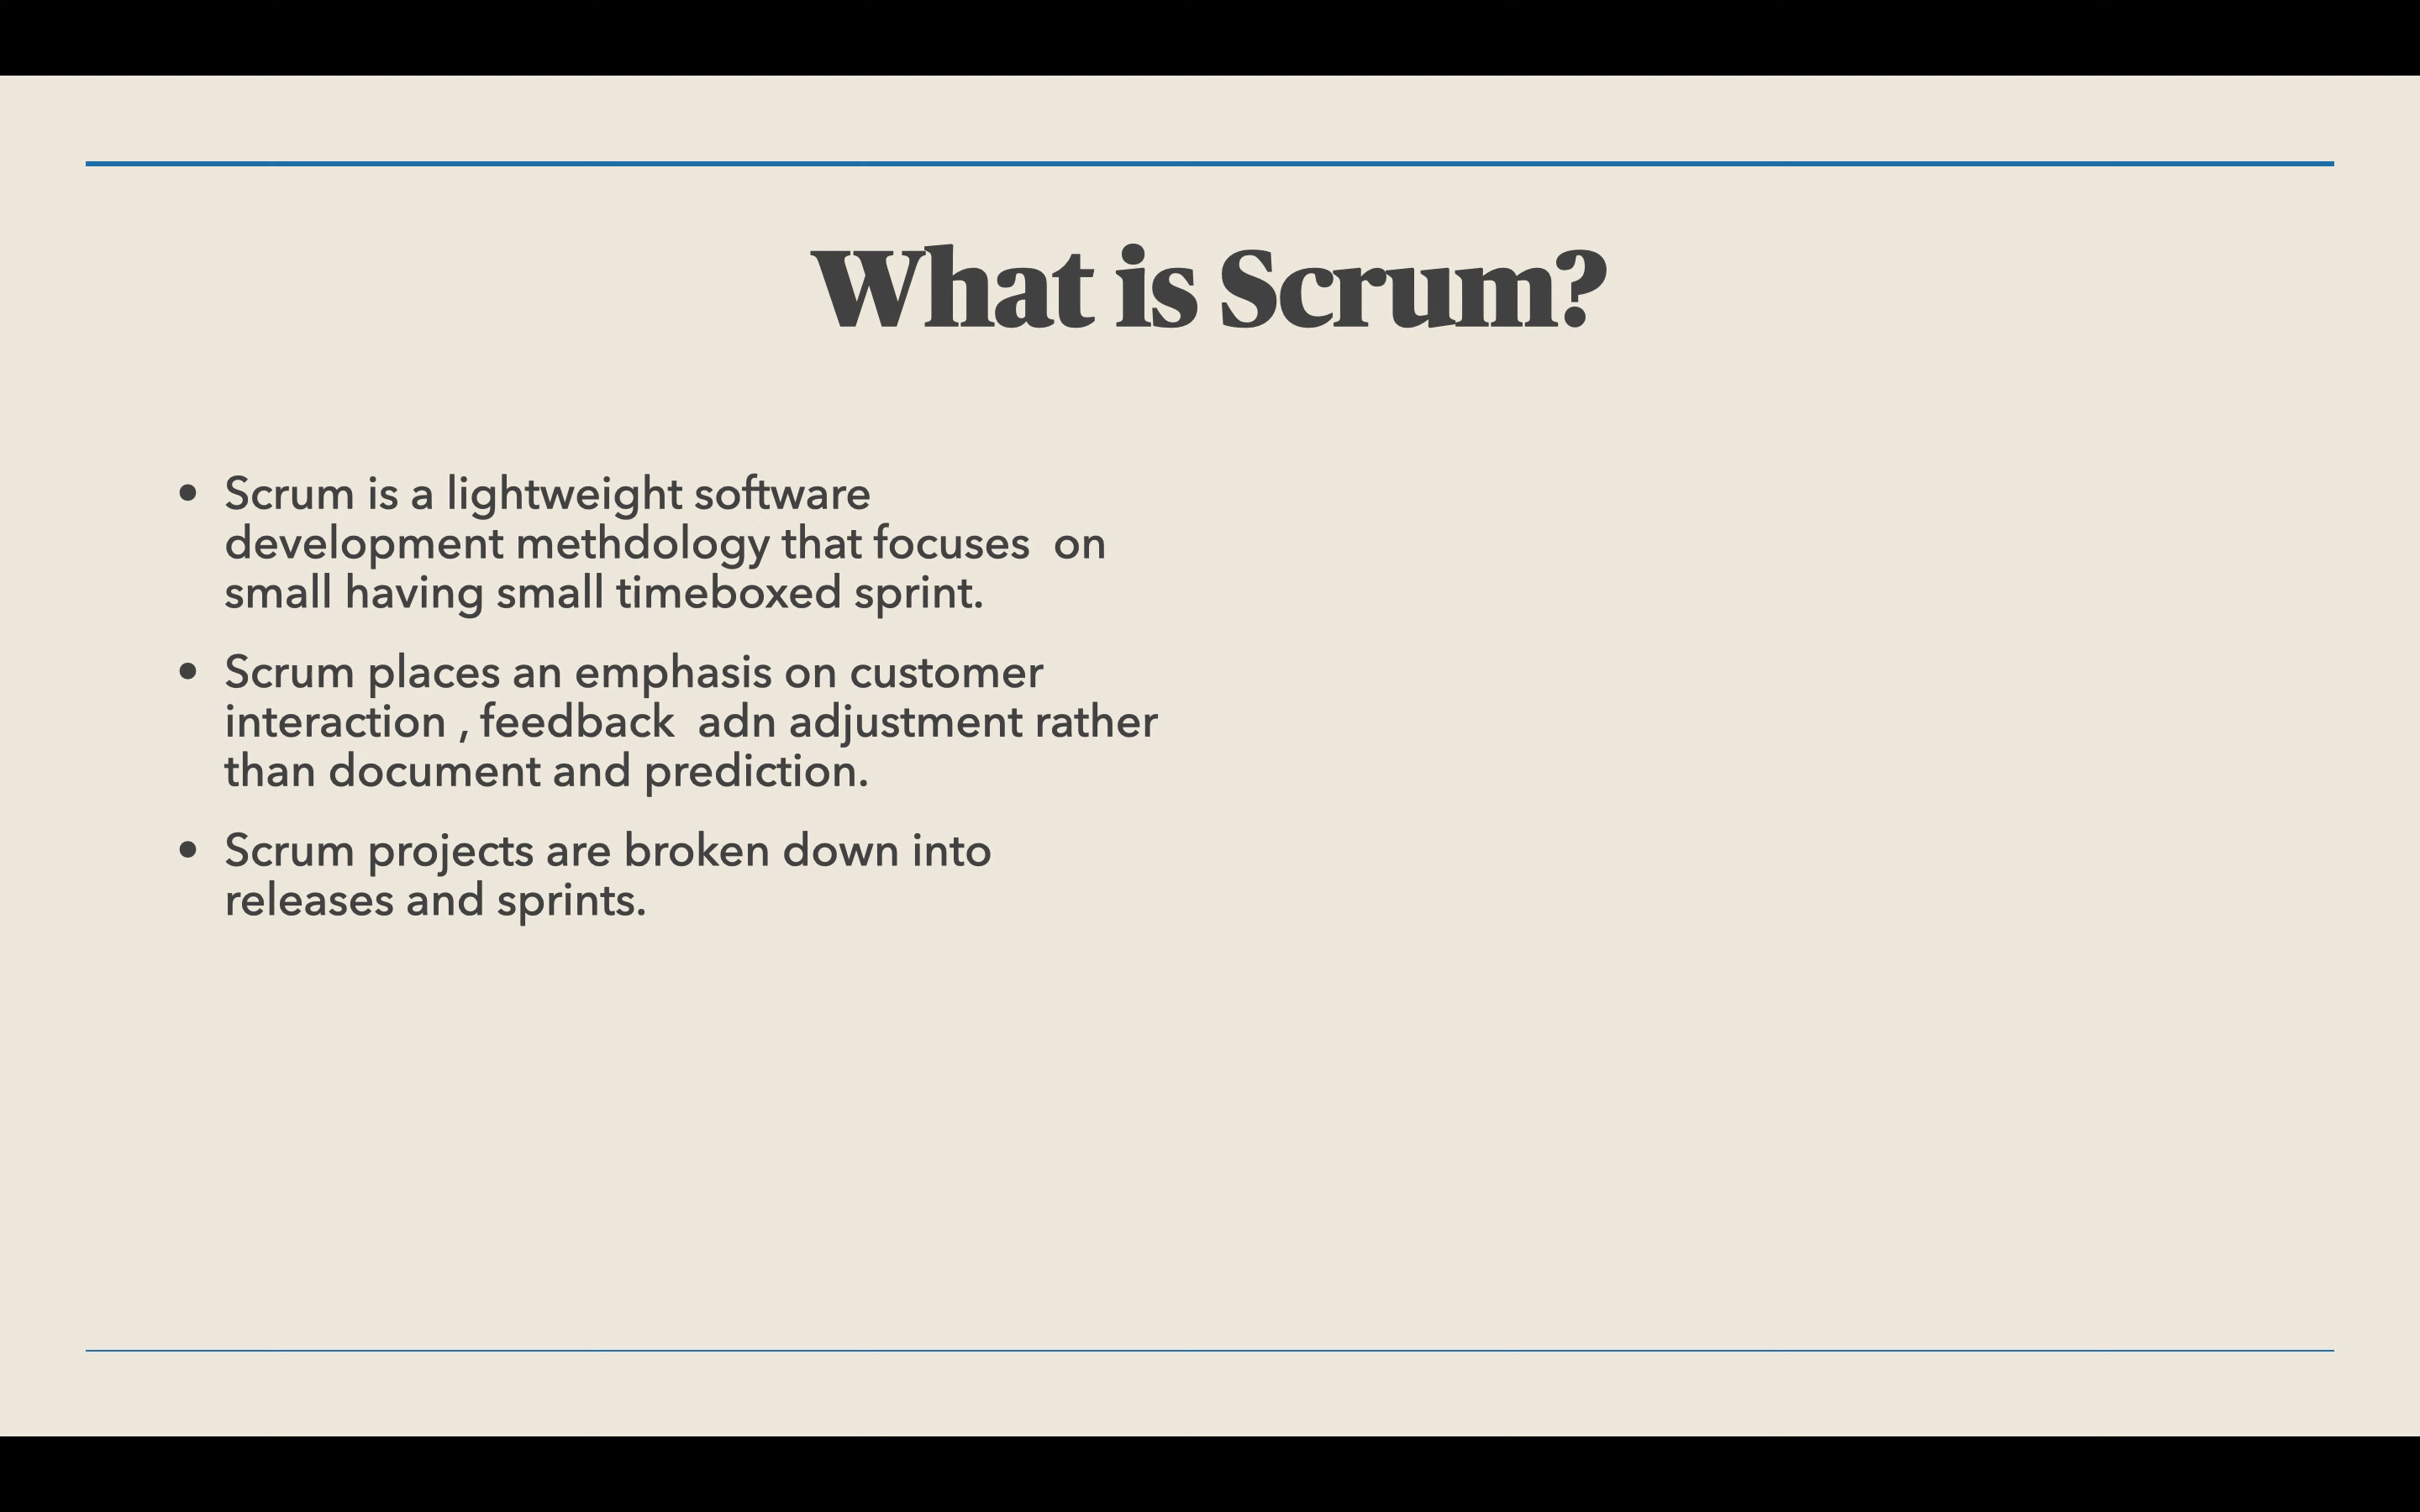 What is Scrum?
• Scrum is a lightweight software
development methdology that focuses  on
small having small timeboxed sprint.
• Scrum places an emphasis on customer
interaction , feedback  adn adjustment rather
than document and prediction.
• Scrum projects are broken down into
releases and sprints.